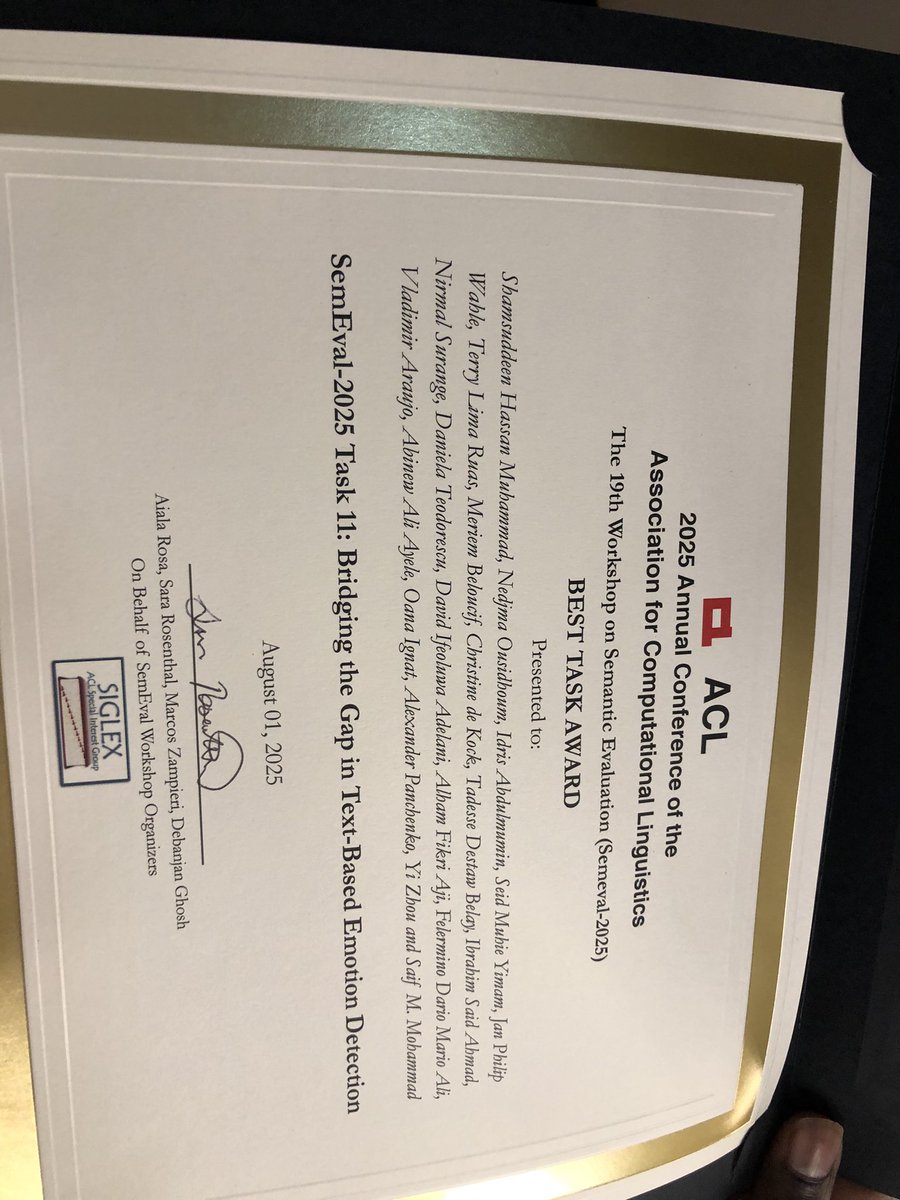 ACL
2025 Annual Conference of the
Association for Computational Linguistics
The 19th Workshop on Semantic Evaluation (Semeval-2025)
BEST TASK AWARD
Presented to:
Shamsuddeen Hassan Muhammad, Nedjma Ousidhoum, Idris Abdulmumin, Seid Muhie Yimam, Jan Philip
Wahle, Terry Lima Ruas, Meriem Beloucif, Christine de Kock, Tadesse Destaw Belay, Ibrahim Said Ahmad,
Nirmal Surange, Daniela Teodorescu, David Ifeoluwa Adelani, Alham Fikri Aji, Felermino Dario Mario Ali,
Vladimir Araujo, Abinew Ali Ayele, Oana Ignat, Alexander Panchenko, Yi Zhou and Saif M. Mohammad
SemEval-2025 Task 11: Bridging the Gap in Text-Based Emotion Detection
August 01, 2025
Aiala Rosa, Sara Rosenthal, Marcos Zampieri, Debanjan Ghosh
On Behalf of SemEval Workshop Organizers
SIGLEX
ACL Special Interest Group